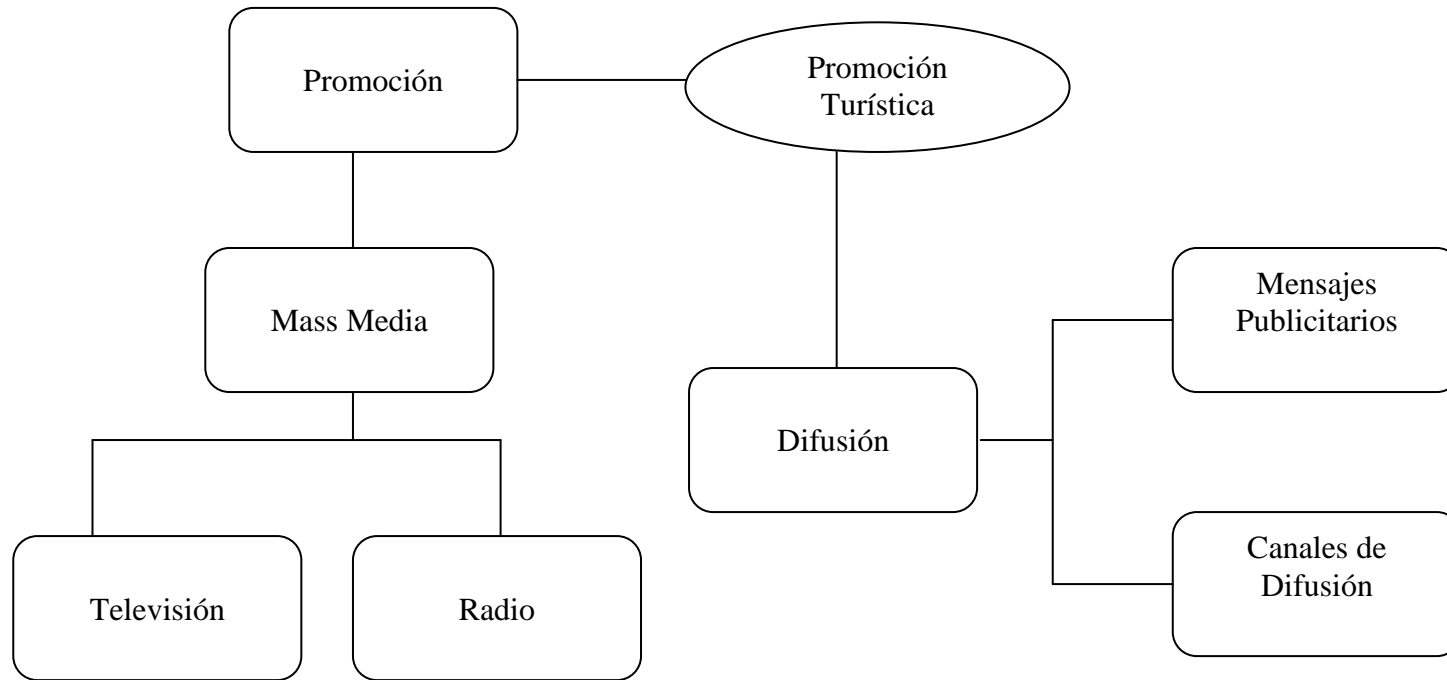 Promoción
Promoción
Turística
Mass Media
Mensajes
Publicitarios
Difusión
Canales de
Difusión
Televisión
Radio